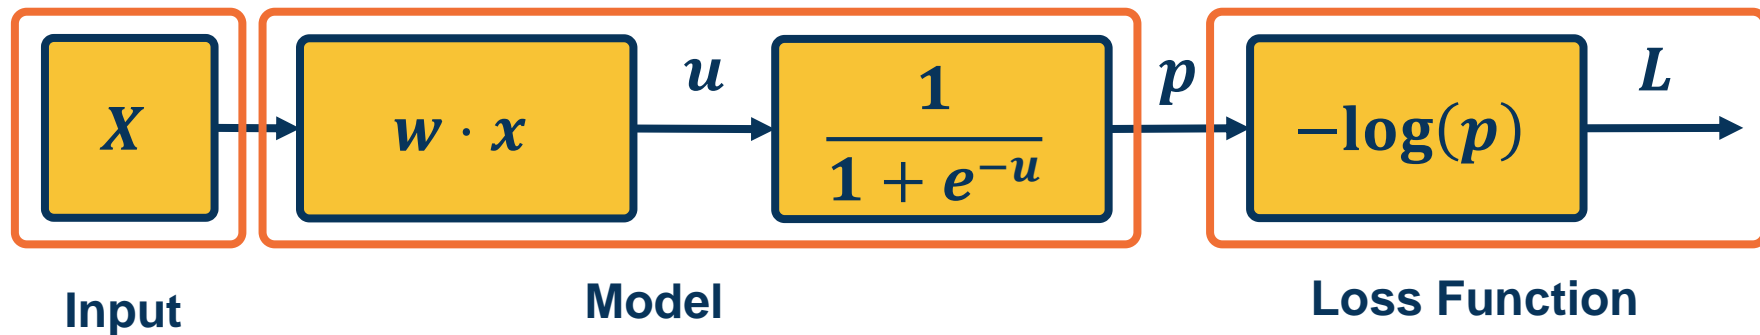 X
w · x
u
1
1 + e^{-u}
p
−log(p)
L
Input
Model
Loss Function